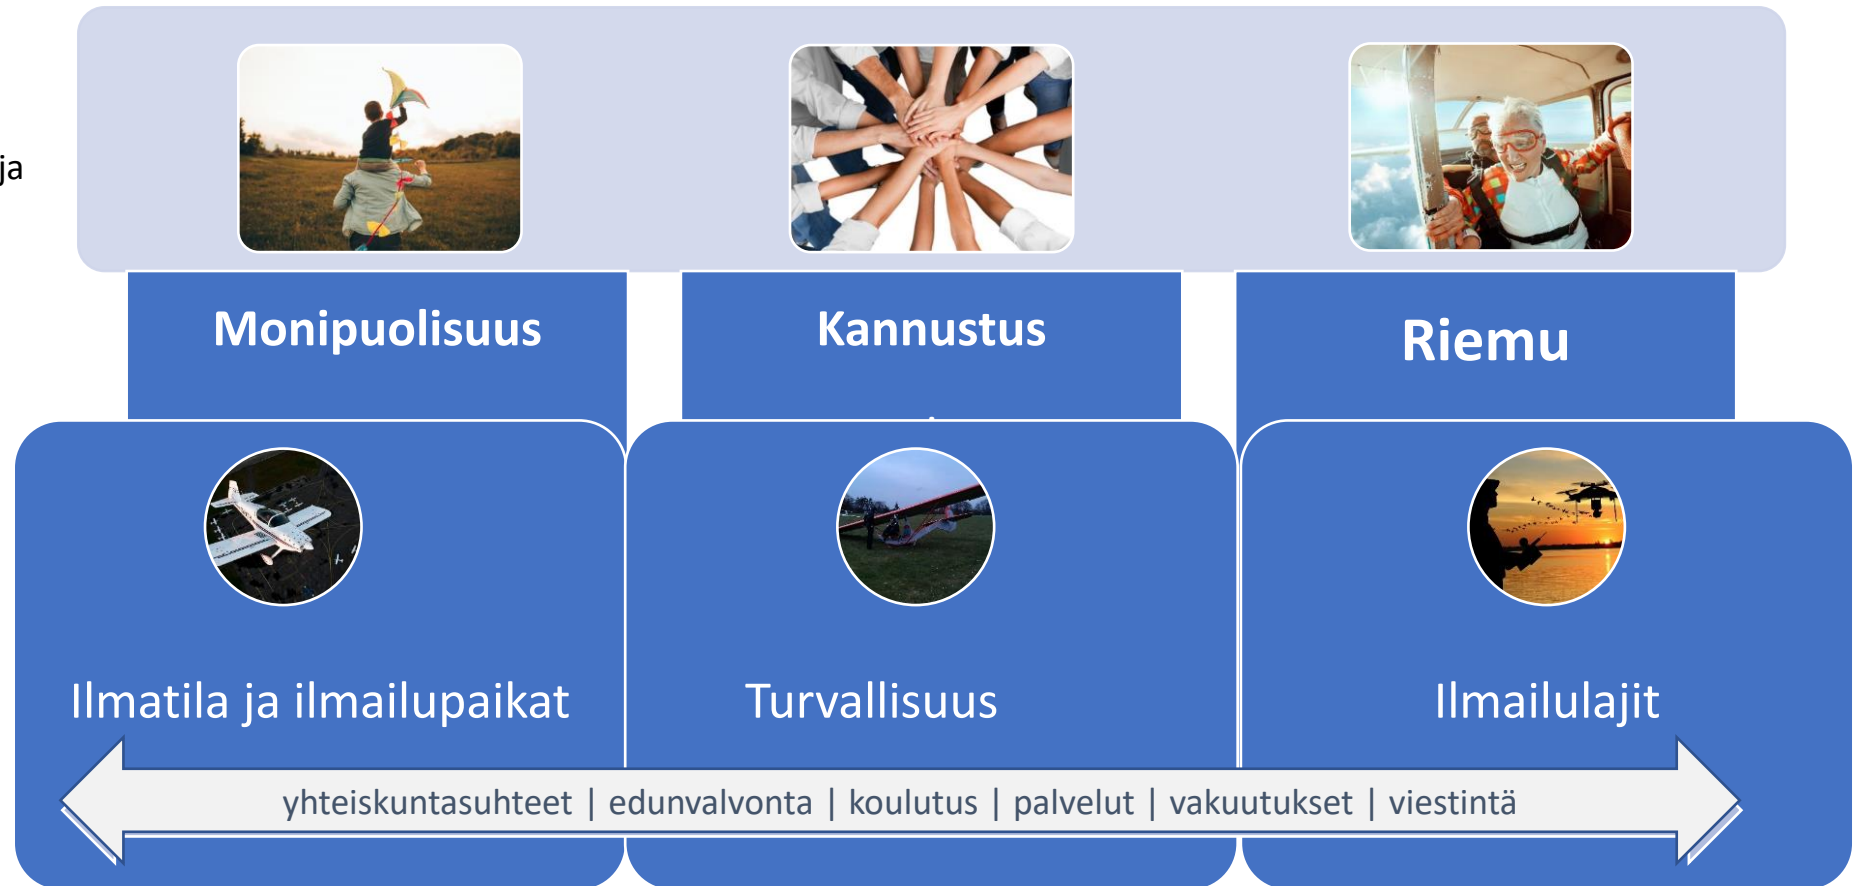 ja
Monipuolisuus
Kannustus
Riemu
Ilmatila ja ilmailupaikat
Turvallisuus
Ilmailulajit
yhteiskuntasuhteet | edunvalvonta | koulutus | palvelut | vakuutukset | viestintä